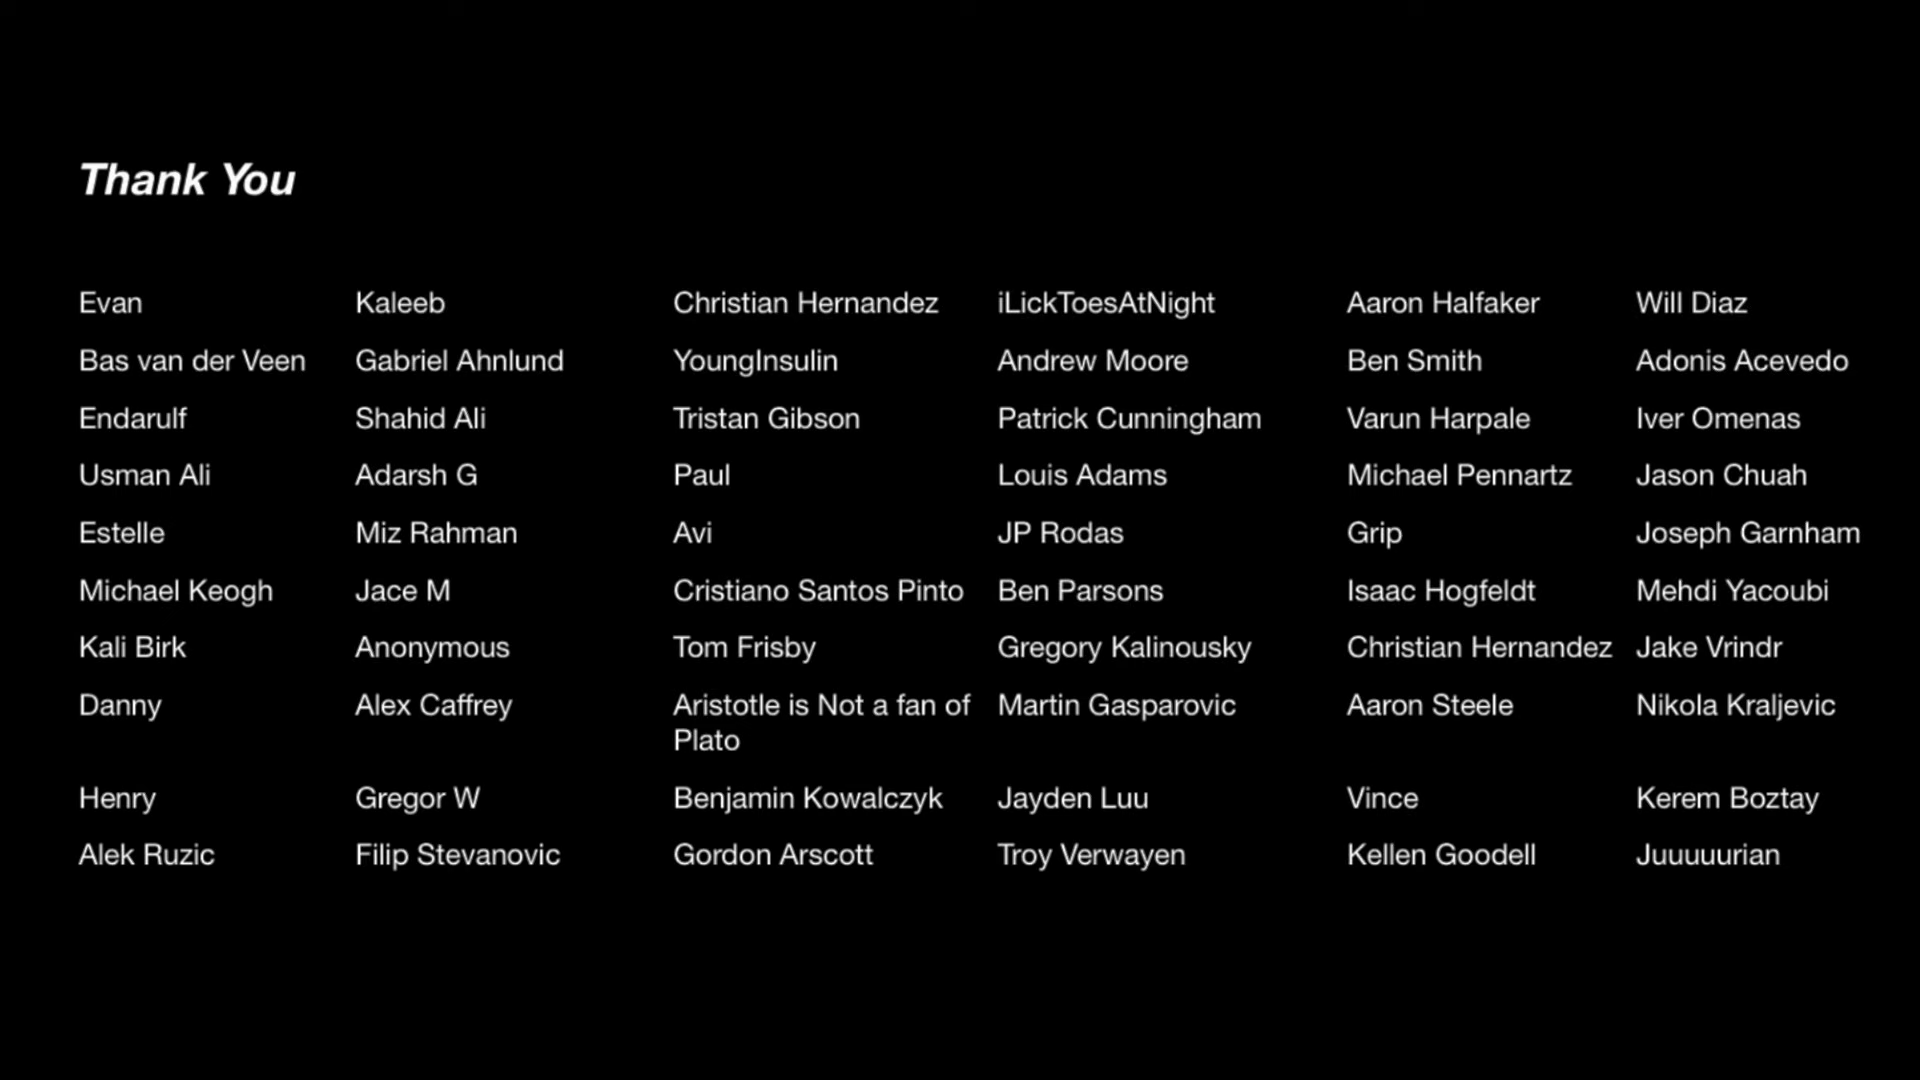 Thank You
Evan Kaleeb Christian Hernandez iLickToesAtNight Aaron Halfaker Will Diaz
Bas van der Veen Gabriel Ahnlund YoungInsulin Andrew Moore Ben Smith Adonis Acevedo
Endarulf Shahid Ali Tristan Gibson Patrick Cunningham Varun Harpale Iver Omenas
Usman Ali Adarsh G Paul Louis Adams Michael Pennartz Jason Chuah
Estelle Miz Rahman Avi JP Rodas Grip Joseph Garnham
Michael Keogh Jace M Cristiano Santos Pinto Ben Parsons Isaac Hogfeldt Mehdi Yacoubi
Kali Birk Anonymous Tom Frisby Gregory Kalinousky Christian Hernandez Jake Vrindr
Danny Alex Caffrey Aristotle is Not a fan of Martin Gasparovic Aaron Steele Nikola Kraljevic
Plato
Henry Gregor W Benjamin Kowalczyk Jayden Luu Vince Kerem Boztay
Alek Ruzic Filip Stevanovic Gordon Arscott Troy Verwayen Kellen Goodell Juuuuurian